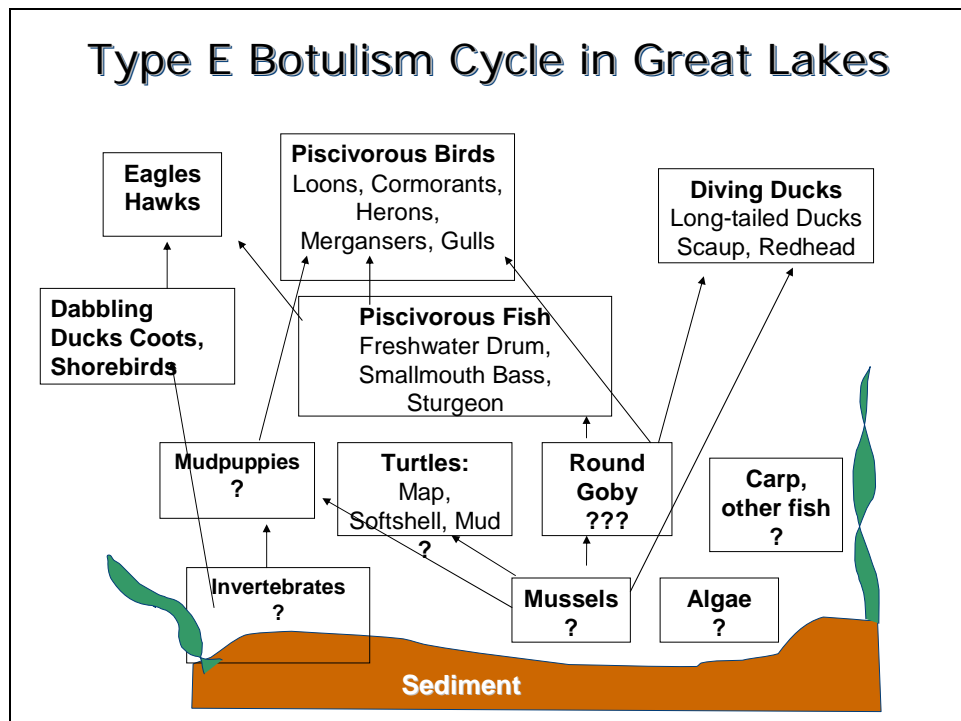 Type E Botulism Cycle in Great Lakes
Eagles
Hawks
Piscivorous Birds
Loons, Cormorants,
Herons,
Mergansers, Gulls
Diving Ducks
Long-tailed Ducks
Scaup, Redhead
Dabbling
Ducks Coots,
Shorebirds
Piscivorous Fish
Freshwater Drum,
Smallmouth Bass,
Sturgeon
Mudpuppies
?
Turtles:
Map,
Softshell, Mud
?
Round
Goby
???
Carp,
other fish
?
Invertebrates
?
Mussels
?
Algae
?
Sediment